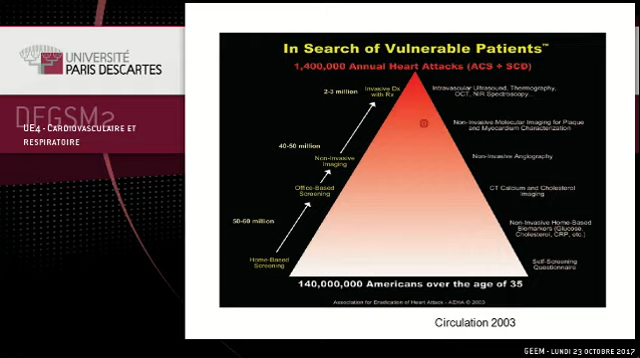 UNIVERSITÉ
PARIS DESCARTES
DFGSM2
UE4 - CARDIOVASCULAIRE ET
RESPIRATOIRE
In Search of Vulnerable Patients™
1,400,000 Annual Heart Attacks (ACS + SCD)
2-3 million
Invasive Dx
with Rx
Intravascular Ultrasound, Thermography,
OCT, NIR Spectroscopy...
Non-Invasive Molecular Imaging for Plaque
and Myocardium Characterization
40-50 million
Non-Invasive
Imaging
Non-Invasive Angiography
Office-Based
Screening
CT Calcium and Cholesterol
Imaging
50-60 million
Non-Invasive Home-Based
Biomarkers (Glucose,
Cholesterol, CRP, etc.)
Home-Based
Screening
Self-Screening
Questionnaire
140,000,000 Americans over the age of 35
Association for Eradication of Heart Attack - AEHA © 2003
Circulation 2003
GEEM - LUNDI 23 OCTOBRE 2017